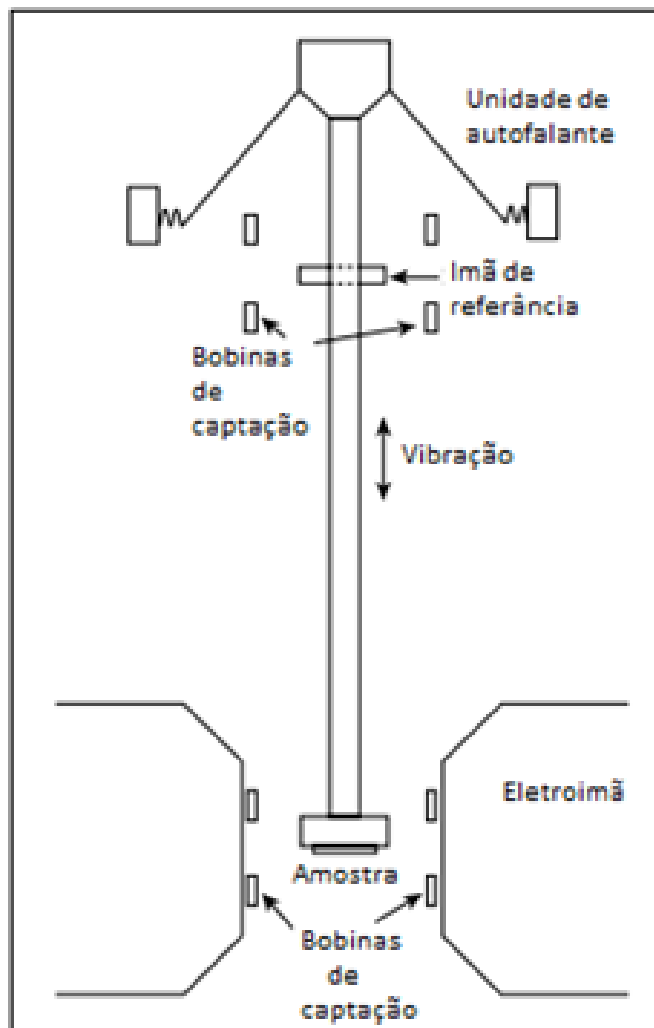 Unidade de
autofalante
Imã de
referância
Bobinas
de
captação
Vibração
Eletroimã
Amostra
Bobinas
de
captação